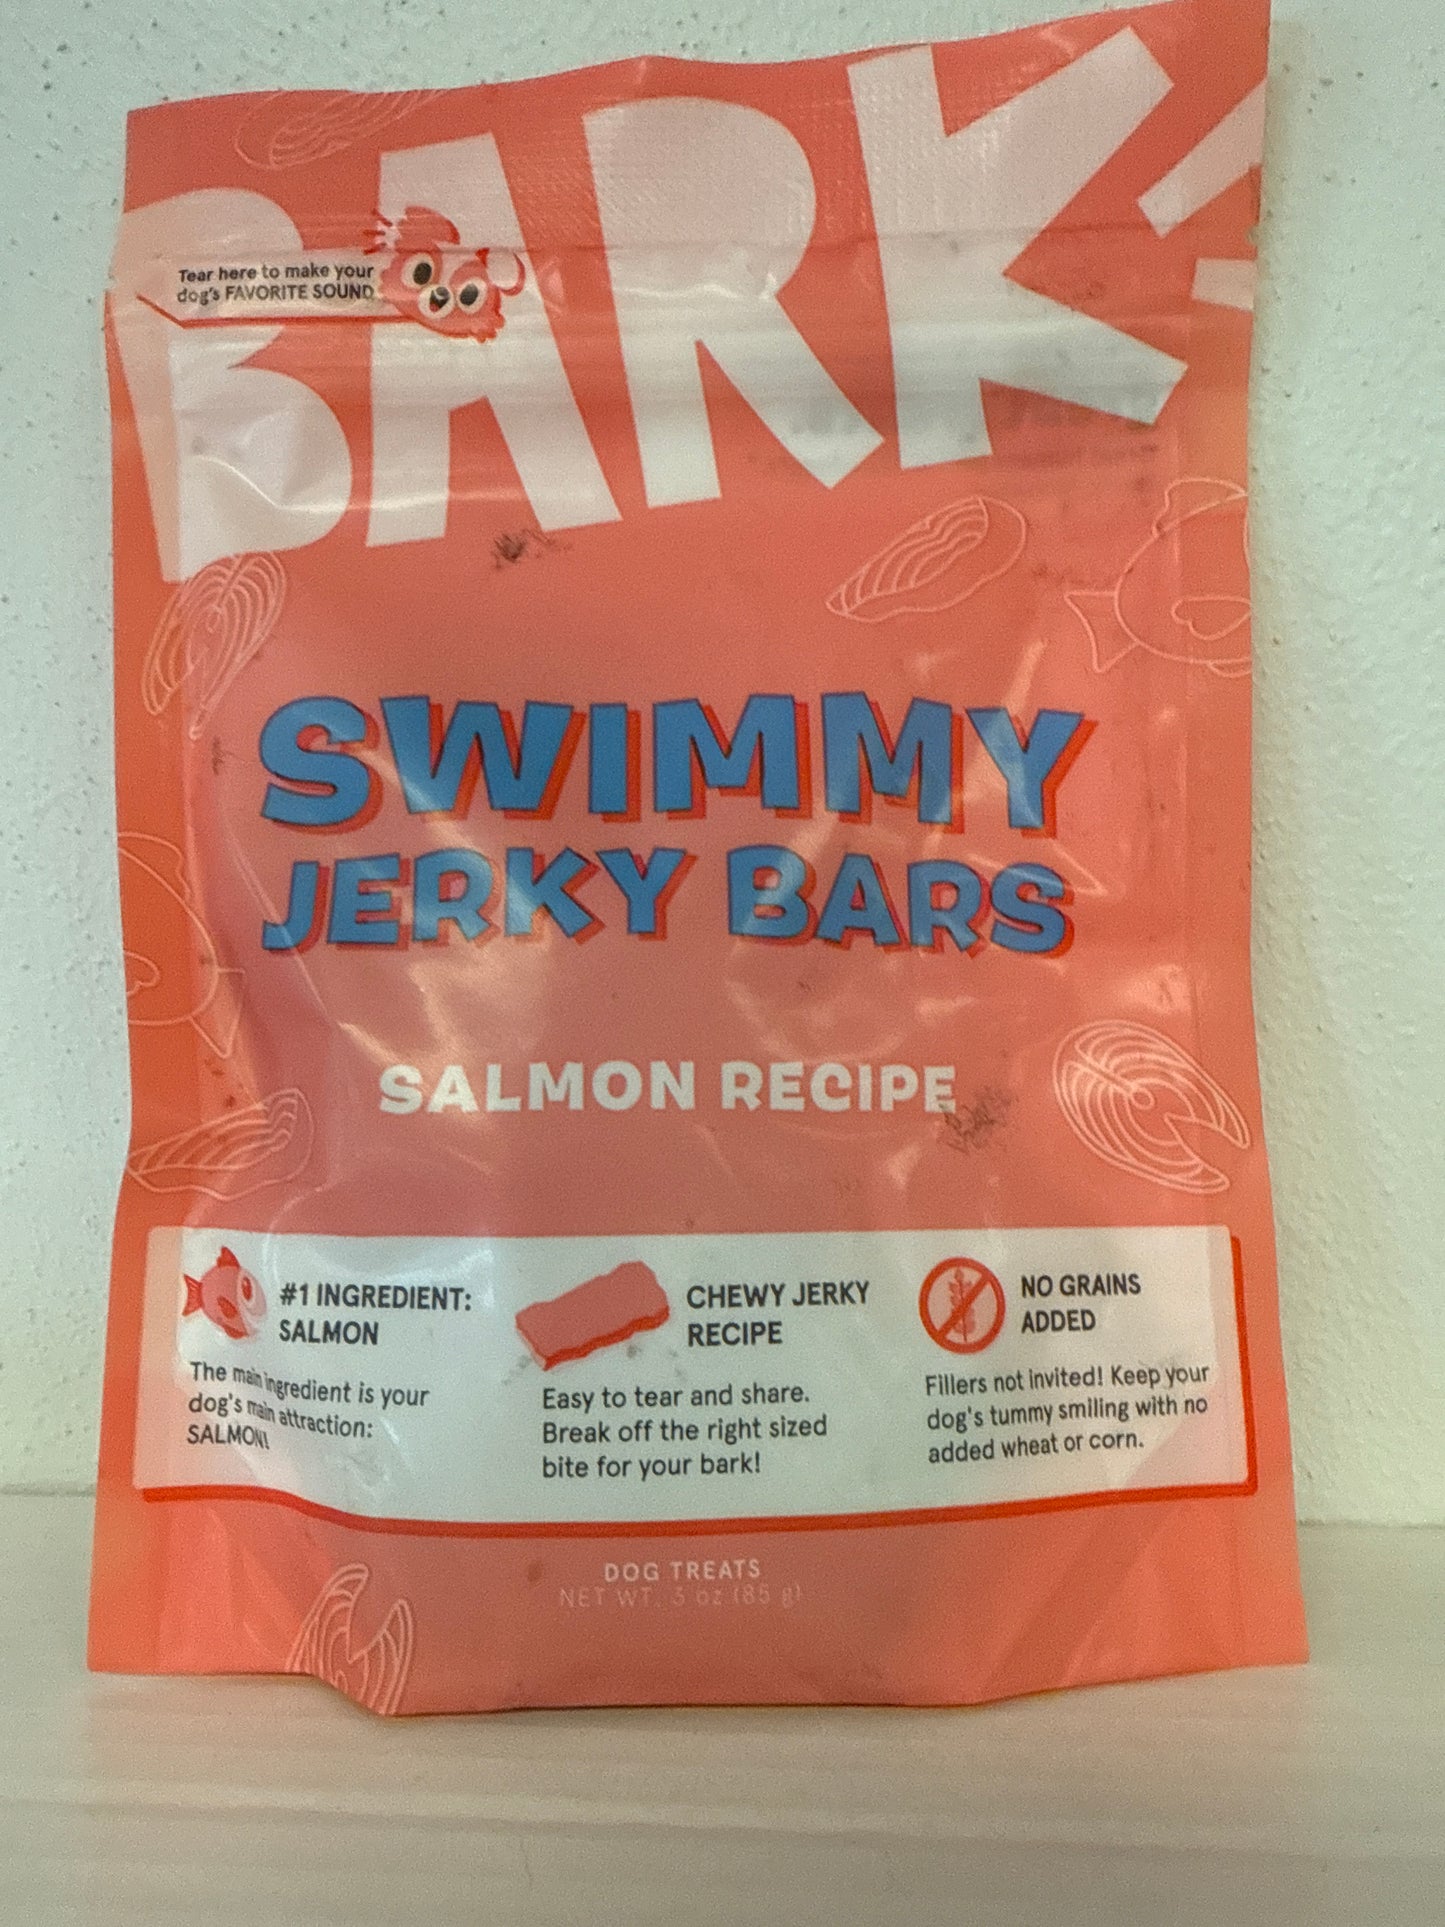 BARK
Tear here to make your
dog's FAVORITE SOUND
SWIMMY
JERKY BARS
SALMON RECIPE
#1 INGREDIENT:
SALMON
The main ingredient is your
dog's main attraction:
SALMON!
CHEWY JERKY
RECIPE
Easy to tear and share.
Break off the right sized
bite for your bark!
NO GRAINS
ADDED
Fillers not invited! Keep your
dog's tummy smiling with no
added wheat or corn.
DOG TREATS
NET WT. 3 oz (85 g)